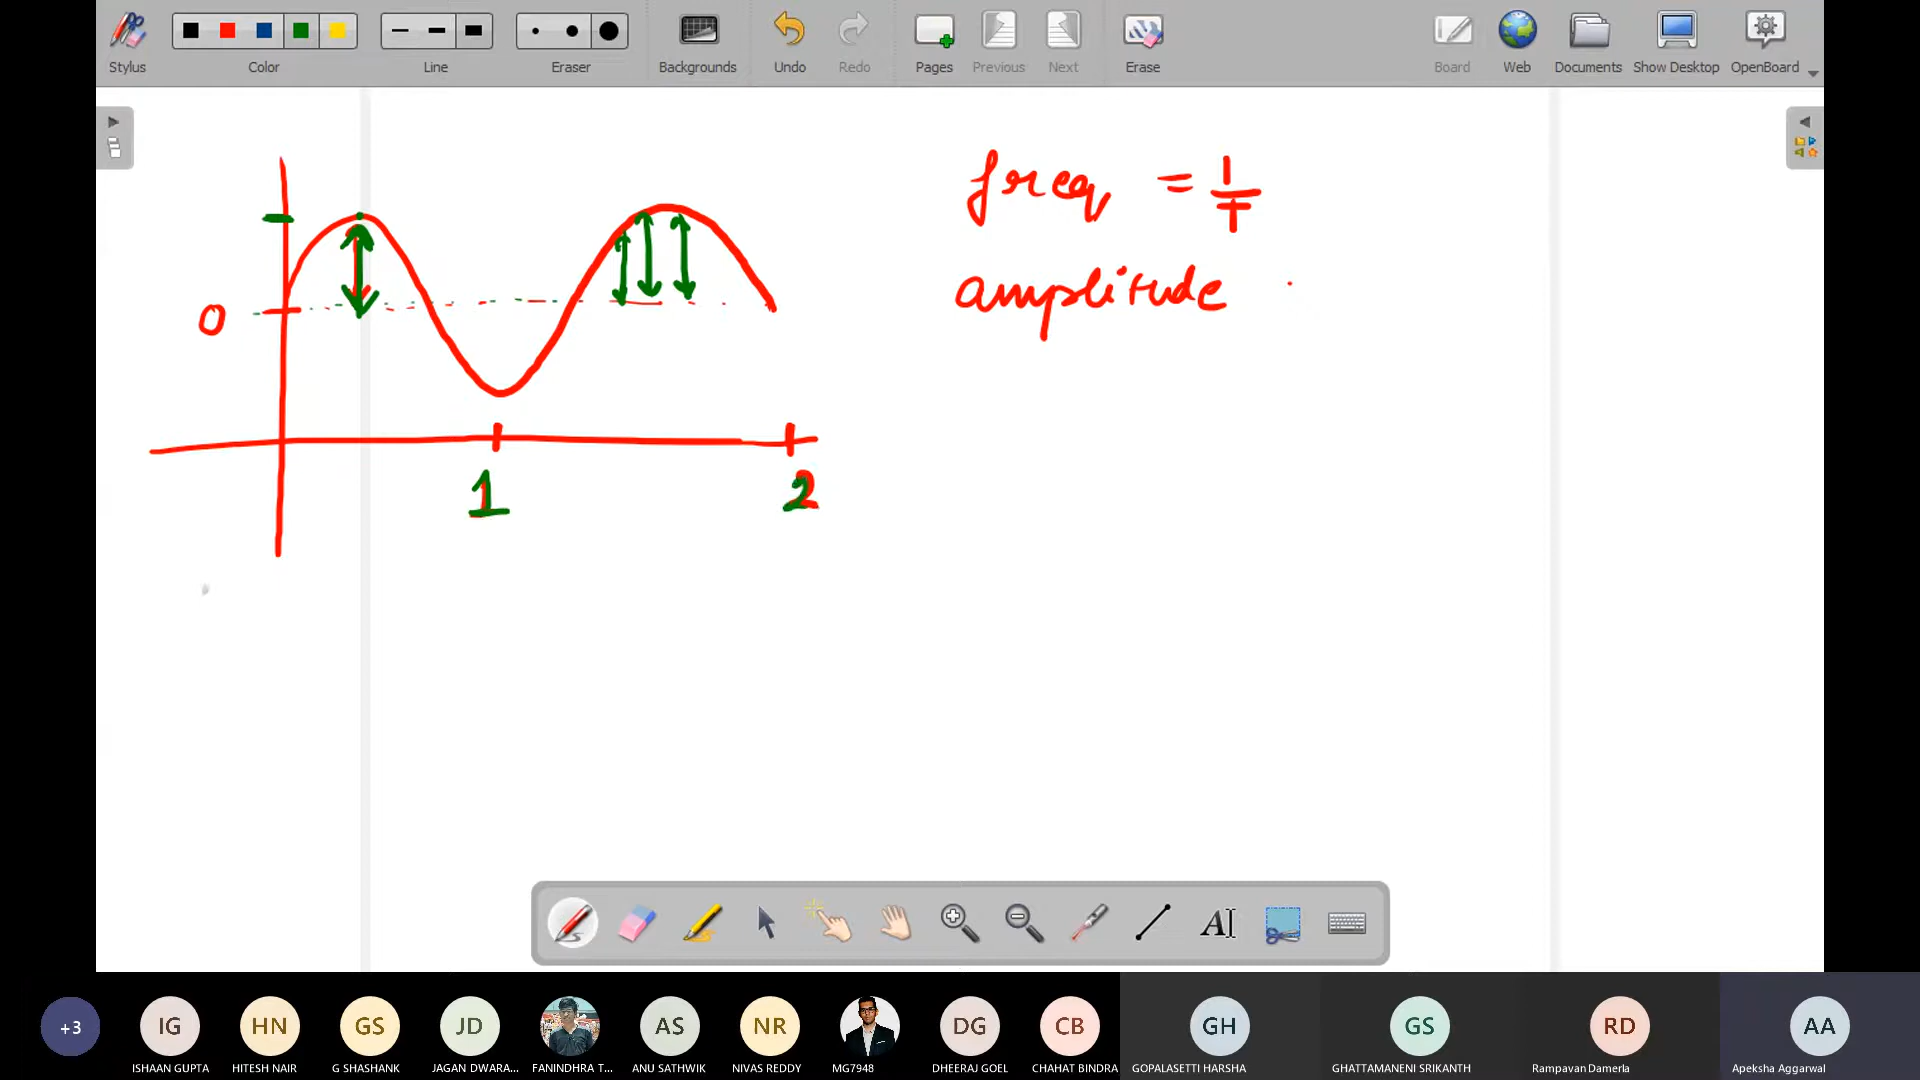 Stylus Color Line Eraser Backgrounds Undo Redo Pages Previous Next Erase Board Web Documents Show Desktop OpenBoard
freq = 1/T
amplitude
0
1 2
AI
+3 IG HN GS JD AS NR DG CB GH GS RD AA
ISHAAN GUPTA HITESH NAIR G SHASHANK JAGAN DWARA... FANINDHRA T... ANU SATHWIK NIVAS REDDY MG7948 DHEERAJ GOEL CHAHAT BINDRA GOPALASETTI HARSHA GHATTAMANENI SRIKANTH Rampavan Damerla Apeksha Aggarwal